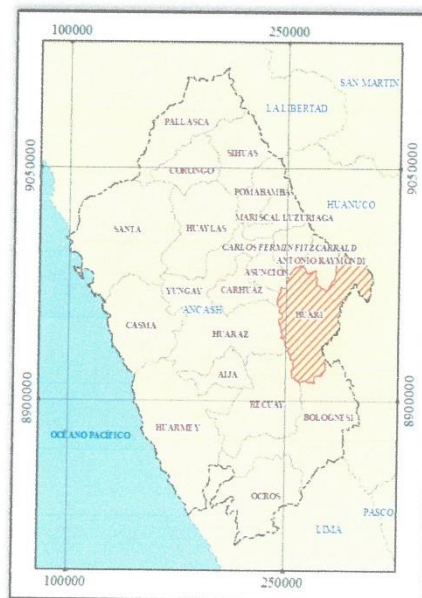 100000 250000
SAN MARTIN
LA LIBERTAD
PALLASCA
SIHUAS
9050000 9050000
CORONGO
POMABAMBA
HUANUCO
MARISCAL LUZURIAGA
SANTA HUAYLAS
CARLOS FERMIN FITZCARRALD
ANTONIO RAYMONDI
ASUNCION
YUNGAY CARHUAZ
ANCASH HUARI
CASMA
HUARAZ
AIJA
8900000 8900000
RECUAY
BOLOGNESI
HUARMEY
OCÉANO PACÍFICO
OCROS
PASCO
LIMA
100000 250000